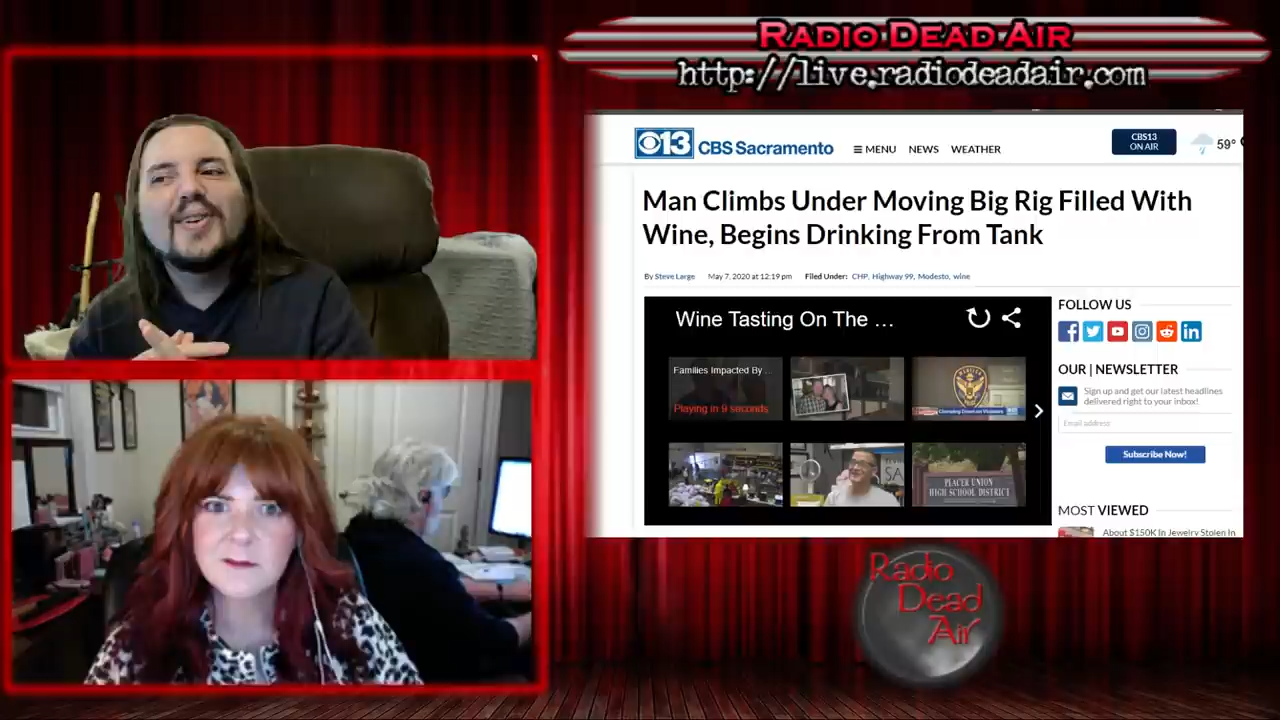 RADIO DEAD AIR
http://live.radiodeadair.com
13 CBS Sacramento
MENU NEWS WEATHER
CBS13
ON AIR
59°
Man Climbs Under Moving Big Rig Filled With
Wine, Begins Drinking From Tank
By Steve Large May 7, 2020 at 12:19 pm Filed Under: CHP, Highway 99, Modesto, wine
Wine Tasting On The ...
Families Impacted By ...
Playing in 9 seconds
PLACER UNION
HIGH SCHOOL DISTRICT
FOLLOW US
OUR | NEWSLETTER
Sign up and get our latest headlines
delivered right to your inbox!
Email address
Subscribe Now!
MOST VIEWED
About $150K In Jewelry Stolen In
Radio
Dead
Air